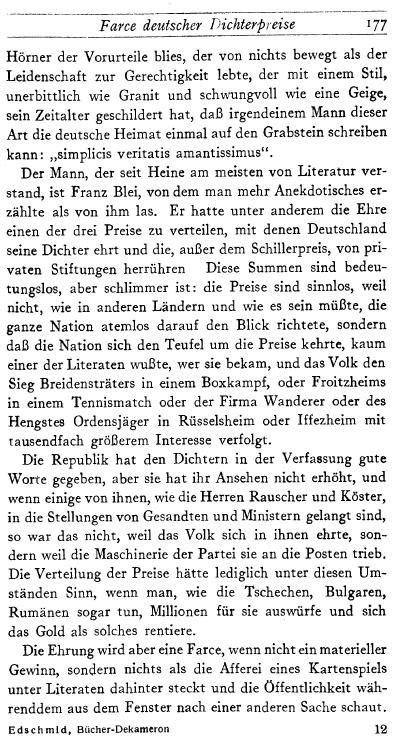 Farce deutscher Dichterpreise 177
Hörner der Vorurteile blies, der von nichts bewegt als der
Leidenschaft zur Gerechtigkeit lebte, der mit einem Stil,
unerbittlich wie Granit und schwungvoll wie eine Geige,
sein Zeitalter geschildert hat, daß irgendeinem Mann dieser
Art die deutsche Heimat einmal auf den Grabstein schreiben
kann: „simplicis veritatis amantissimus“.
Der Mann, der seit Heine am meisten von Literatur ver-
stand, ist Franz Blei, von dem man mehr Anekdotisches er-
zählte als von ihm las. Er hatte unter anderem die Ehre
einen der drei Preise zu verteilen, mit denen Deutschland
seine Dichter ehrt und die, außer dem Schillerpreis, von pri-
vaten Stiftungen herrühren Diese Summen sind bedeu-
tungslos, aber schlimmer ist: die Preise sind sinnlos, weil
nicht, wie in anderen Ländern und wie es sein müßte, die
ganze Nation atemlos darauf den Blick richtete, sondern
daß die Nation sich den Teufel um die Preise kehrte, kaum
einer der Literaten wußte, wer sie bekam, und das Volk den
Sieg Breidensträters in einem Boxkampf, oder Froitzheims
in einem Tennismatch oder der Firma Wanderer oder des
Hengstes Ordensjäger in Rüsselsheim oder Iffezheim mit
tausendfach größerem Interesse verfolgt.
Die Republik hat den Dichtern in der Verfassung gute
Worte gegeben, aber sie hat ihr Ansehen nicht erhöht, und
wenn einige von ihnen, wie die Herren Rauscher und Köster,
in die Stellungen von Gesandten und Ministern gelangt sind,
so war das nicht, weil das Volk sich in ihnen ehrte, son-
dern weil die Maschinerie der Partei sie an die Posten trieb.
Die Verteilung der Preise hätte lediglich unter diesen Um-
ständen Sinn, wenn man, wie die Tschechen, Bulgaren,
Rumänen sogar tun, Millionen für sie auswürfe und sich
das Gold als solches rentiere.
Die Ehrung wird aber eine Farce, wenn nicht ein materieller
Gewinn, sondern nichts als die Afferei eines Kartenspiels
unter Literaten dahinter steckt und die Öffentlichkeit wäh-
renddem aus dem Fenster nach einer anderen Sache schaut.
Edschmid, Bücher-Dekameron 12